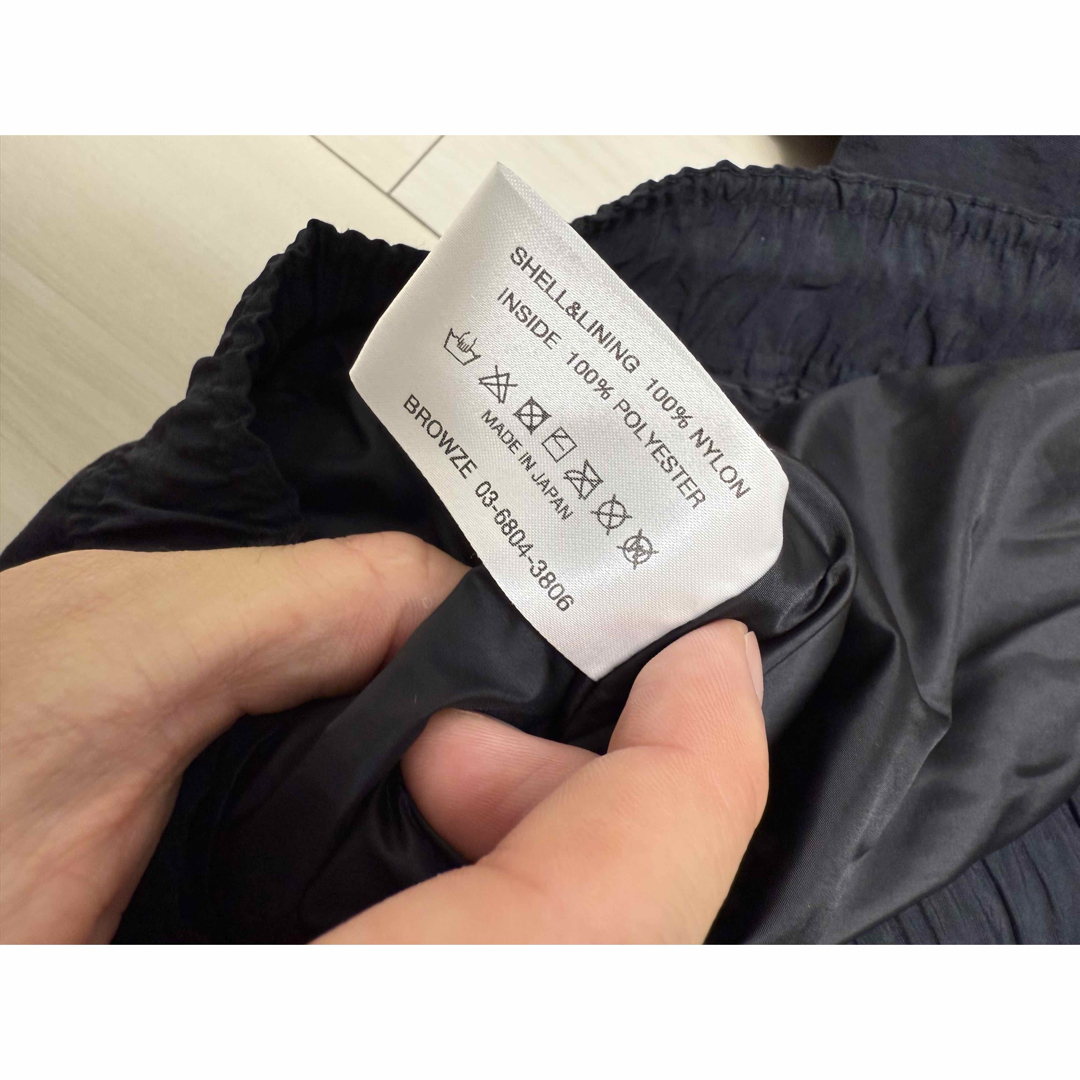 SHELL&LINING 100% NYLON
INSIDE 100% POLYESTER
MADE IN JAPAN
BROWZE 03-6804-3806